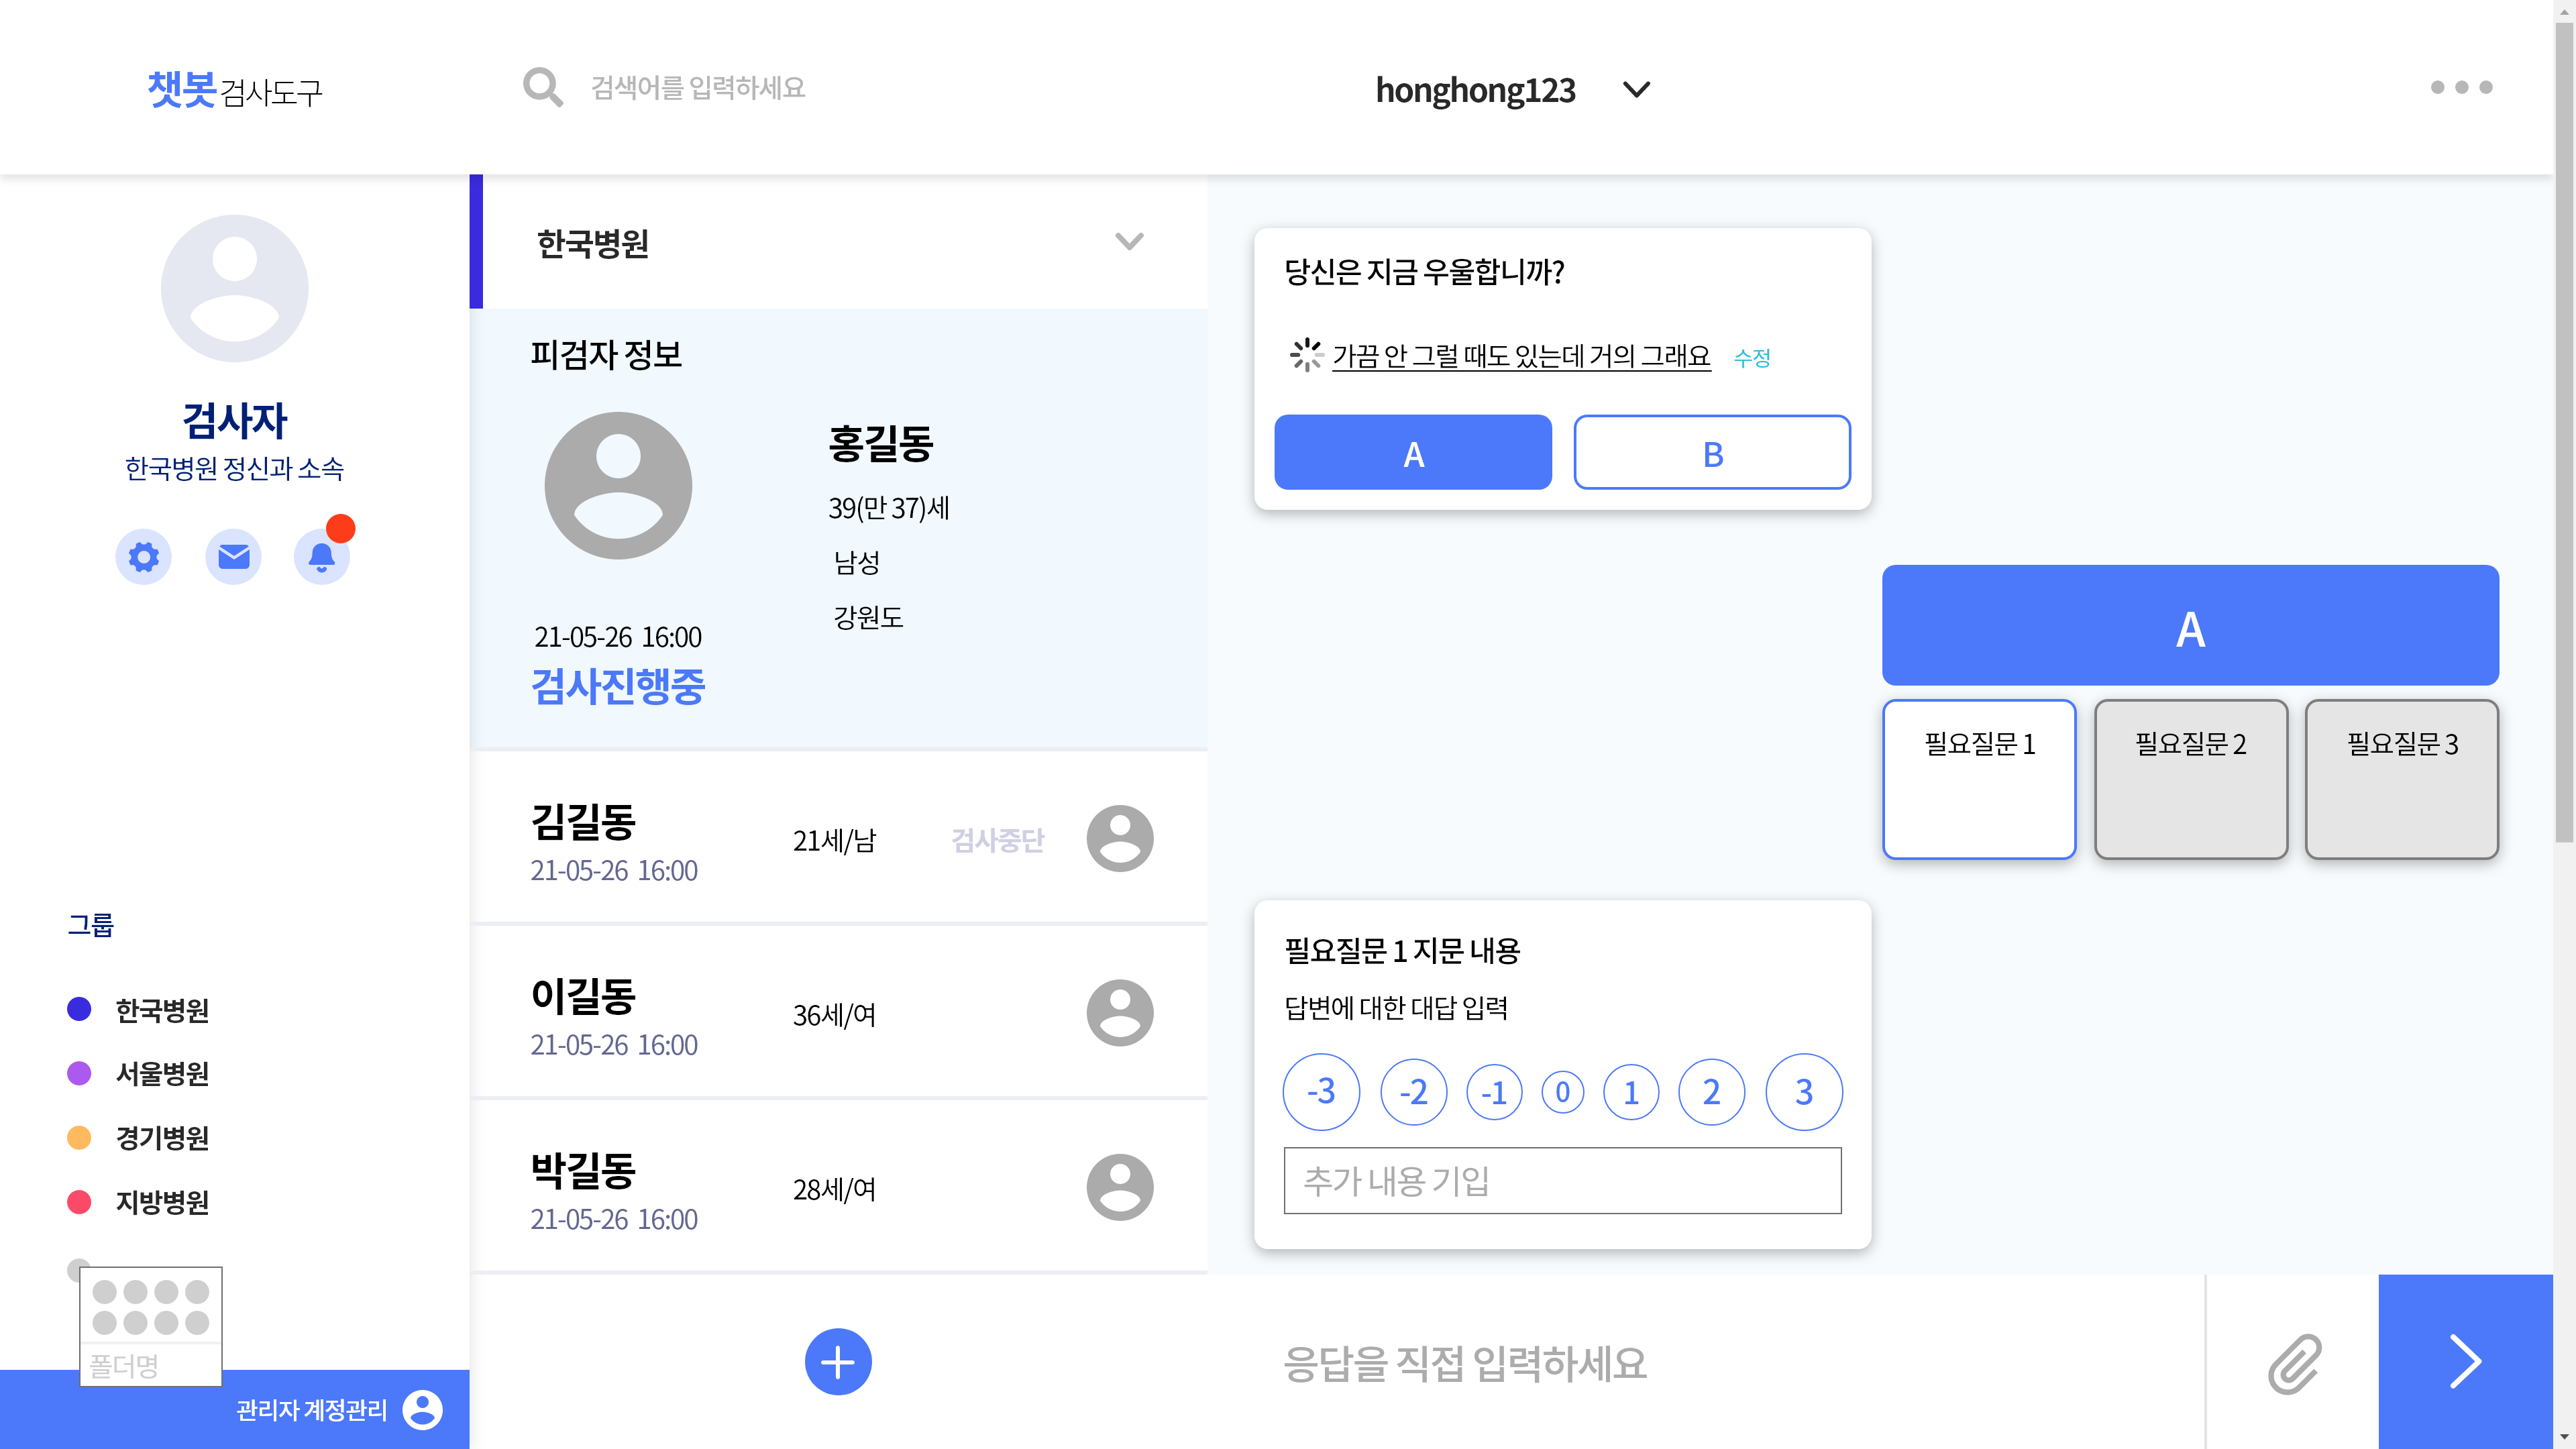 챗봇 검사도구
검색어를 입력하세요
honghong123
검사자
한국병원 정신과 소속
그룹
한국병원
서울병원
경기병원
지방병원
폴더명
관리자 계정관리
한국병원
피검자 정보
홍길동
39(만 37)세
남성
강원도
21-05-26 16:00
검사진행중
김길동
21-05-26 16:00
21세/남
검사중단
이길동
21-05-26 16:00
36세/여
박길동
21-05-26 16:00
28세/여
당신은 지금 우울합니까?
가끔 안 그럴 때도 있는데 거의 그래요 수정
A B
A
필요질문 1 필요질문 2 필요질문 3
필요질문 1 지문 내용
답변에 대한 대답 입력
-3 -2 -1 0 1 2 3
추가 내용 기입
응답을 직접 입력하세요